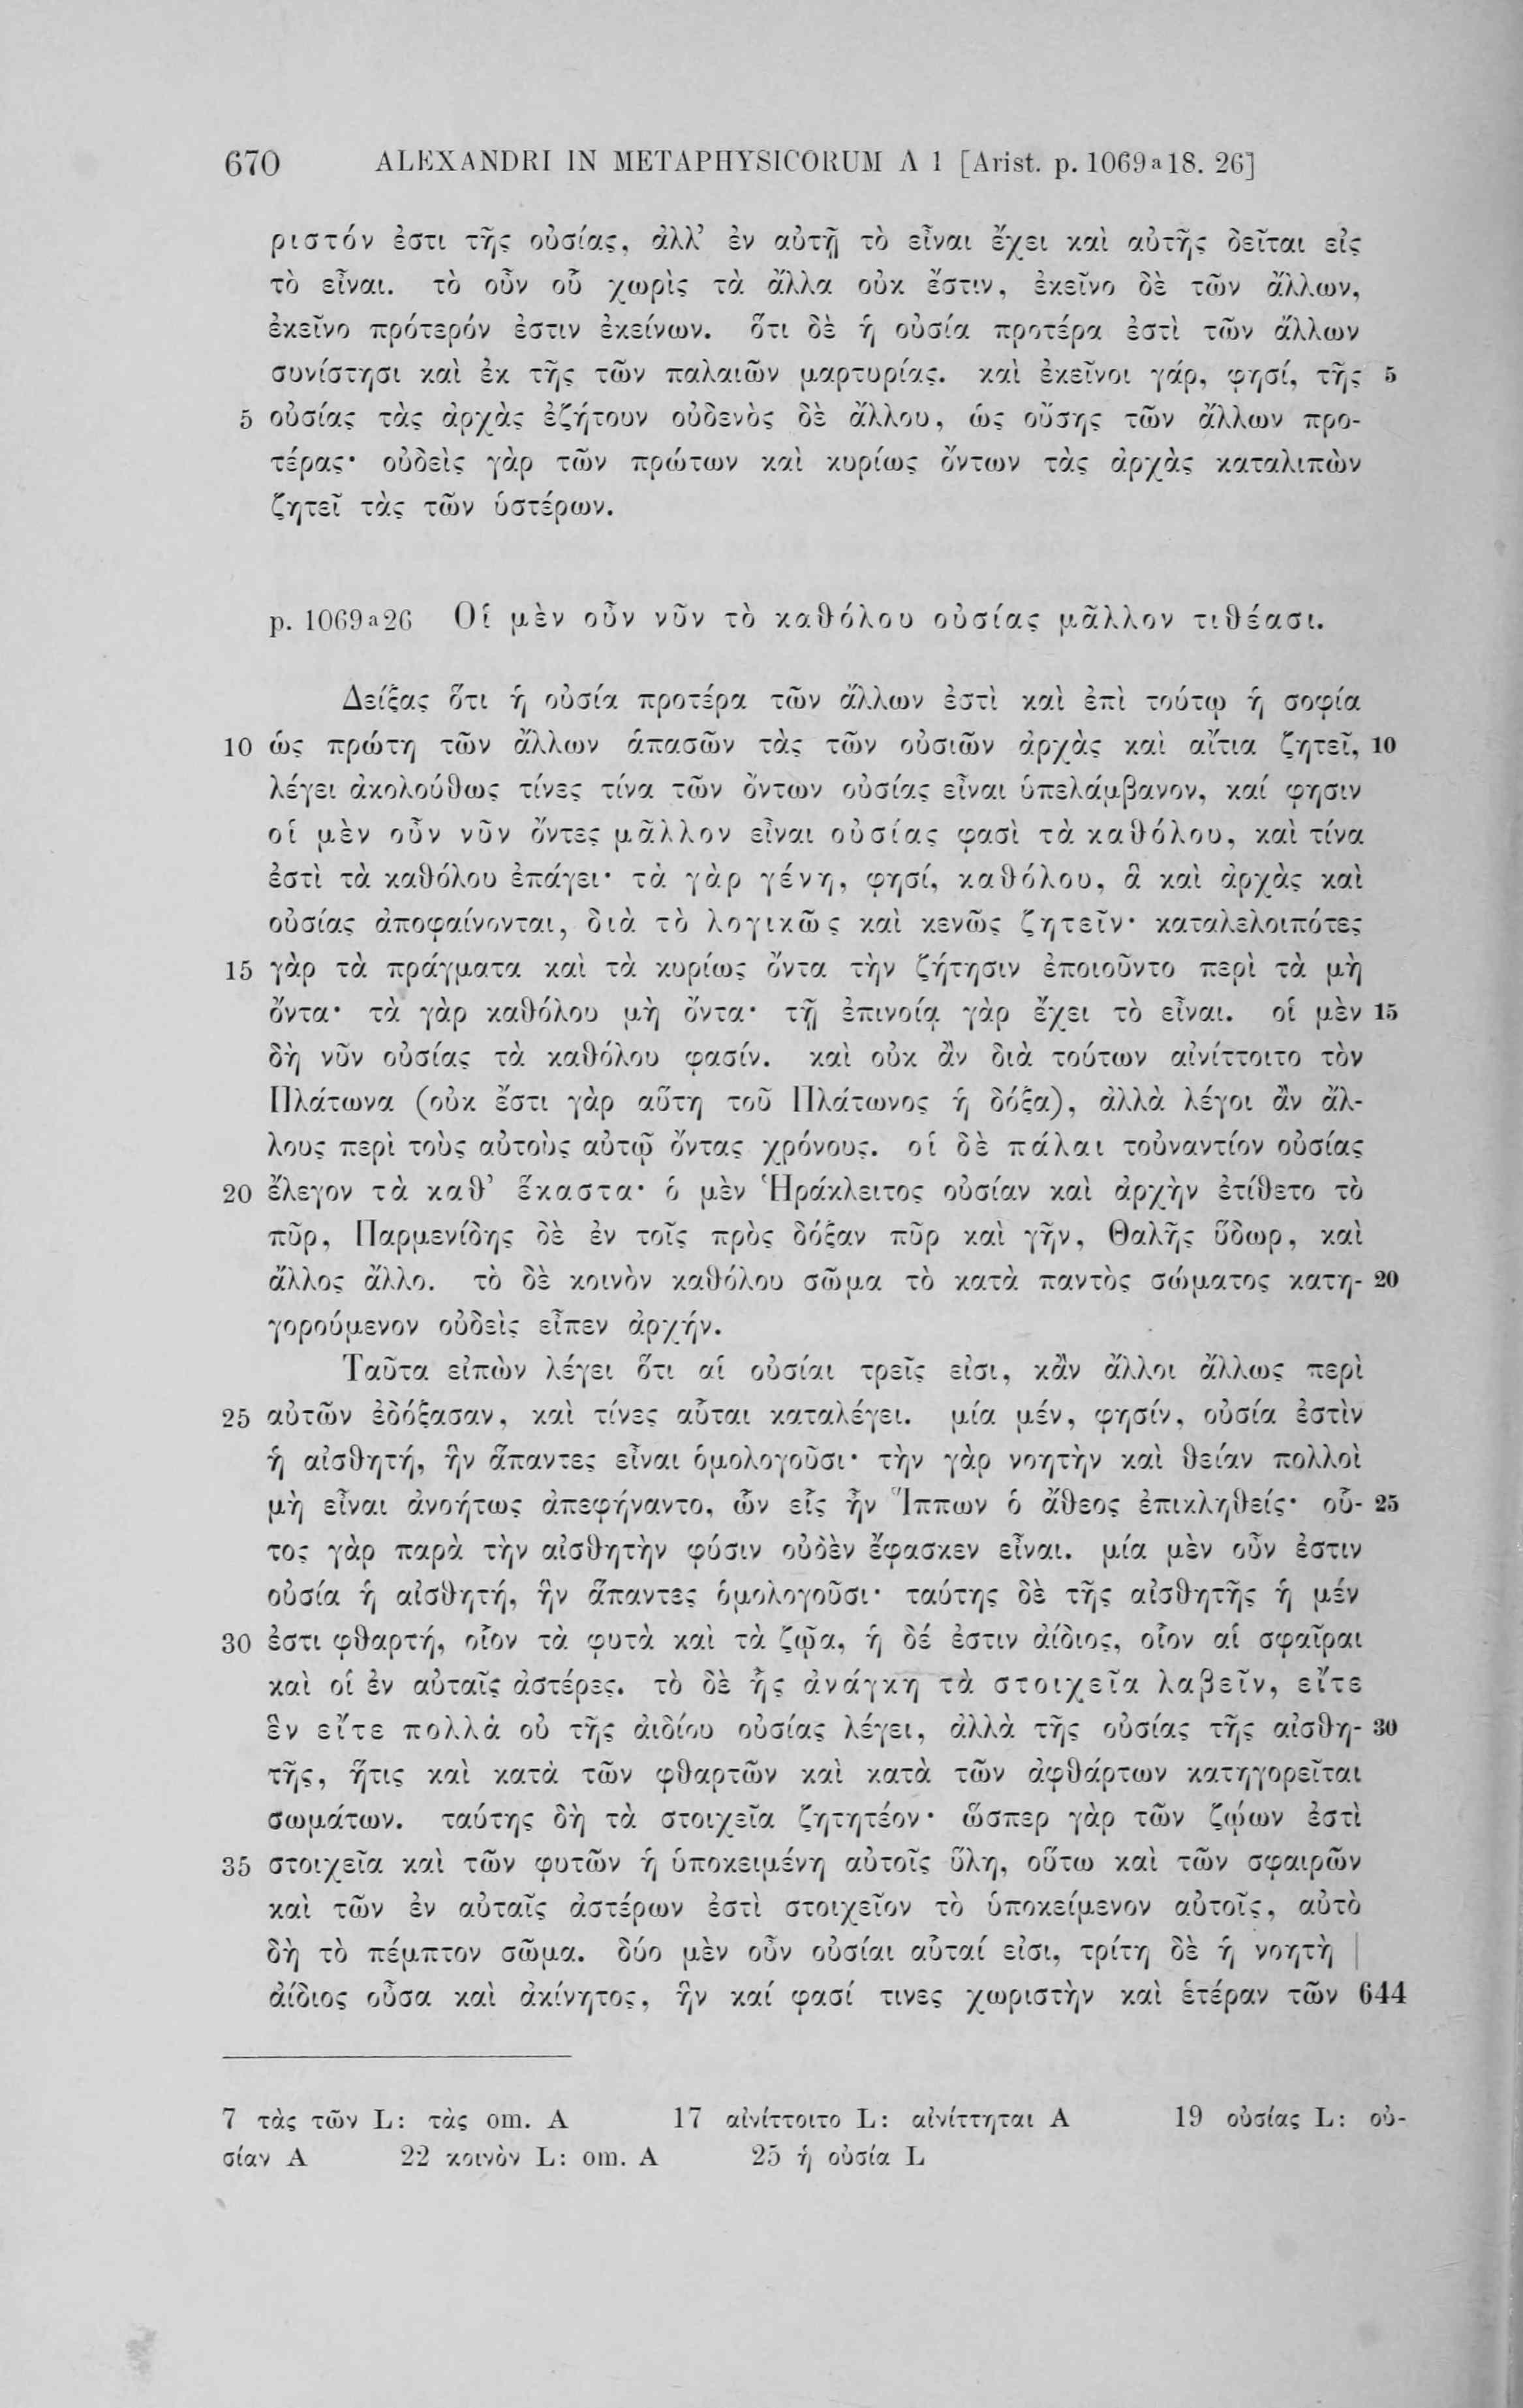 670 ALEXANDRI IN METAPHYSICORUM Λ 1 [Arist. p. 1069ª18. 26]
ριστόν ἐστι τῆς οὐσίας, ἀλλ’ ἐν αὐτῇ τὸ εἶναι ἔχει καὶ αὐτῆς δεῖται εἰς
τὸ εἶναι. τὸ οὖν οὗ χωρὶς τὰ ἄλλα οὐκ ἔστιν, ἐκεῖνο δὲ τῶν ἄλλων,
ἐκεῖνο πρότερόν ἐστιν ἐκείνων. ὅτι δὲ ἡ οὐσία προτέρα ἐστὶ τῶν ἄλλων
συνίστησι καὶ ἐκ τῆς τῶν παλαιῶν μαρτυρίας. καὶ ἐκεῖνοι γάρ, φησί, τῆς 5
5 οὐσίας τὰς ἀρχὰς ἐζήτουν οὐδενὸς δὲ ἄλλου, ὡς οὔσης τῶν ἄλλων προ-
τέρας· οὐδεὶς γὰρ τῶν πρώτων καὶ κυρίως ὄντων τὰς ἀρχὰς καταλιπὼν
ζητεῖ τὰς τῶν ὑστέρων.
p. 1069ª26 Οἱ μὲν οὖν νῦν τὸ καθόλου οὐσίας μᾶλλον τιθέασι.
Δείξας ὅτι ἡ οὐσία προτέρα τῶν ἄλλων ἐστὶ καὶ ἐπὶ τούτῳ ἡ σοφία
10 ὡς πρώτη τῶν ἄλλων ἁπασῶν τὰς τῶν οὐσιῶν ἀρχὰς καὶ αἴτια ζητεῖ, 10
λέγει ἀκολούθως τίνες τίνα τῶν ὄντων οὐσίας εἶναι ὑπελάμβανον, καί φησιν
οἱ μὲν οὖν νῦν ὄντες μᾶλλον εἶναι οὐσίας φασὶ τὰ καθόλου, καὶ τίνα
ἐστὶ τὰ καθόλου ἐπάγει· τὰ γὰρ γένη, φησί, καθόλου, ἃ καὶ ἀρχὰς καὶ
οὐσίας ἀποφαίνονται, διὰ τὸ λογικῶς καὶ κενῶς ζητεῖν· καταλελοιπότες
15 γὰρ τὰ πράγματα καὶ τὰ κυρίως ὄντα τὴν ζήτησιν ἐποιοῦντο περὶ τὰ μὴ
ὄντα· τὰ γὰρ καθόλου μὴ ὄντα· τῇ ἐπινοίᾳ γὰρ ἔχει τὸ εἶναι. οἱ μὲν 15
δὴ νῦν οὐσίας τὰ καθόλου φασίν. καὶ οὐκ ἂν διὰ τούτων αἰνίττοιτο τὸν
Πλάτωνα (οὐκ ἔστι γὰρ αὕτη τοῦ Πλάτωνος ἡ δόξα), ἀλλὰ λέγοι ἂν ἄλ-
λους περὶ τοὺς αὐτοὺς αὐτῷ ὄντας χρόνους. οἱ δὲ πάλαι τοὐναντίον οὐσίας
20 ἔλεγον τὰ καθ’ ἕκαστα· ὁ μὲν Ἡράκλειτος οὐσίαν καὶ ἀρχὴν ἐτίθετο τὸ
πῦρ, Παρμενίδης δὲ ἐν τοῖς πρὸς δόξαν πῦρ καὶ γῆν, Θαλῆς ὕδωρ, καὶ
ἄλλος ἄλλο. τὸ δὲ κοινὸν καθόλου σῶμα τὸ κατὰ παντὸς σώματος κατη- 20
γορούμενον οὐδεὶς εἶπεν ἀρχήν.
Ταῦτα εἰπὼν λέγει ὅτι αἱ οὐσίαι τρεῖς εἰσι, κἂν ἄλλοι ἄλλως περὶ
25 αὐτῶν ἐδόξασαν, καὶ τίνες αὗται καταλέγει. μία μέν, φησίν, οὐσία ἐστὶν
ἡ αἰσθητή, ἣν ἅπαντες εἶναι ὁμολογοῦσι· τὴν γὰρ νοητὴν καὶ θείαν πολλοὶ
μὴ εἶναι ἀνοήτως ἀπεφήναντο, ὧν εἷς ἦν Ἵππων ὁ ἄθεος ἐπικληθείς· οὗ- 25
τος γὰρ παρὰ τὴν αἰσθητὴν φύσιν οὐδὲν ἔφασκεν εἶναι. μία μὲν οὖν ἐστιν
οὐσία ἡ αἰσθητή, ἣν ἅπαντες ὁμολογοῦσι· ταύτης δὲ τῆς αἰσθητῆς ἡ μέν
30 ἐστι φθαρτή, οἷον τὰ φυτὰ καὶ τὰ ζῷα, ἡ δέ ἐστιν ἀίδιος, οἷον αἱ σφαῖραι
καὶ οἱ ἐν αὐταῖς ἀστέρες. τὸ δὲ ἧς ἀνάγκη τὰ στοιχεῖα λαβεῖν, εἴτε
ἓν εἴτε πολλά οὐ τῆς ἀιδίου οὐσίας λέγει, ἀλλὰ τῆς οὐσίας τῆς αἰσθη- 30
τῆς, ἥτις καὶ κατὰ τῶν φθαρτῶν καὶ κατὰ τῶν ἀφθάρτων κατηγορεῖται
σωμάτων. ταύτης δὴ τὰ στοιχεῖα ζητητέον· ὥσπερ γὰρ τῶν ζῴων ἐστὶ
35 στοιχεῖα καὶ τῶν φυτῶν ἡ ὑποκειμένη αὐτοῖς ὕλη, οὕτω καὶ τῶν σφαιρῶν
καὶ τῶν ἐν αὐταῖς ἀστέρων ἐστὶ στοιχεῖον τὸ ὑποκείμενον αὐτοῖς, αὐτὸ
δὴ τὸ πέμπτον σῶμα. δύο μὲν οὖν οὐσίαι αὗταί εἰσι, τρίτη δὲ ἡ νοητὴ |
ἀίδιος οὖσα καὶ ἀκίνητος, ἣν καί φασί τινες χωριστὴν καὶ ἑτέραν τῶν 644
7 τὰς τῶν L: τὰς om. A 17 αἰνίττοιτο L: αἰνίττηται A 19 οὐσίας L: οὐ-
σίαν A 22 κοινὸν L: om. A 25 ἡ οὐσία L